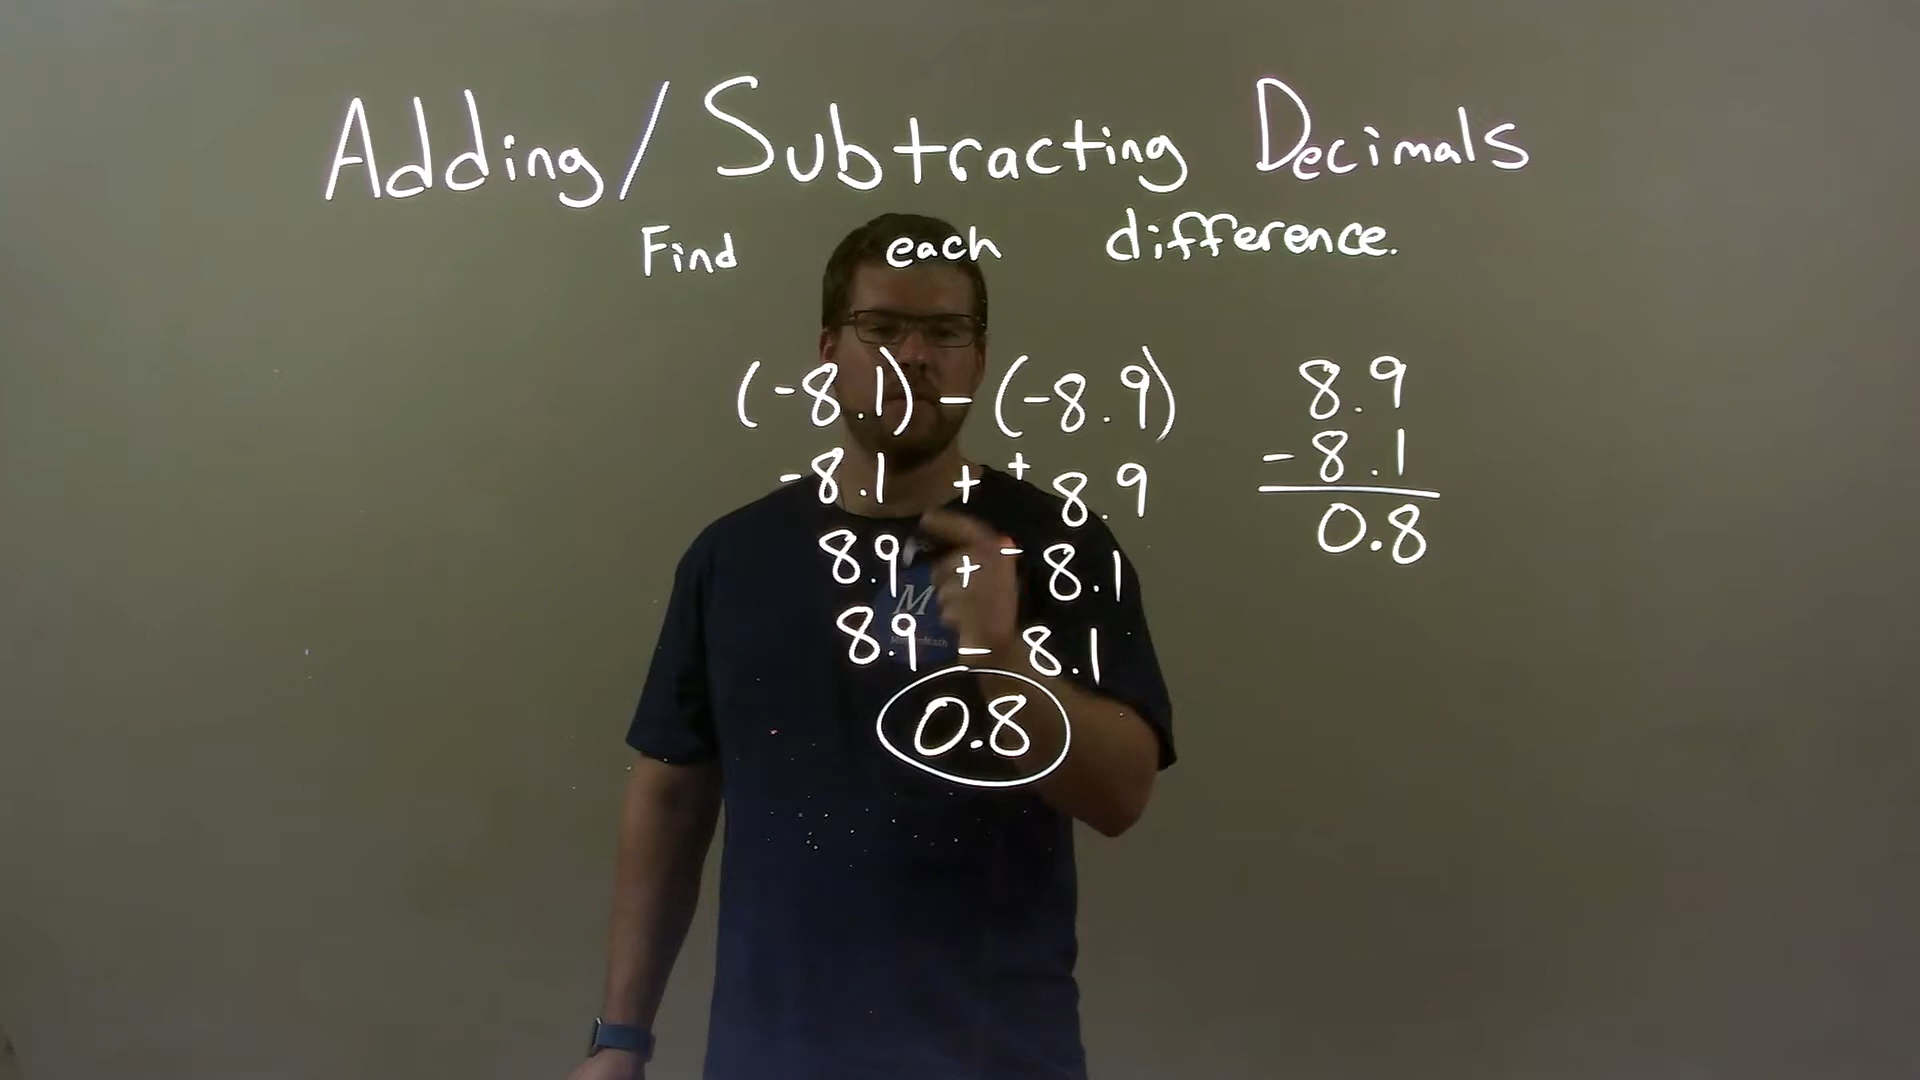 Adding/Subtracting Decimals
Find each difference.
(-8.1) - (-8.9)
-8.1 + +8.9
8.9 + -8.1
8.9 - 8.1
0.8
8.9
-8.1
0.8
M